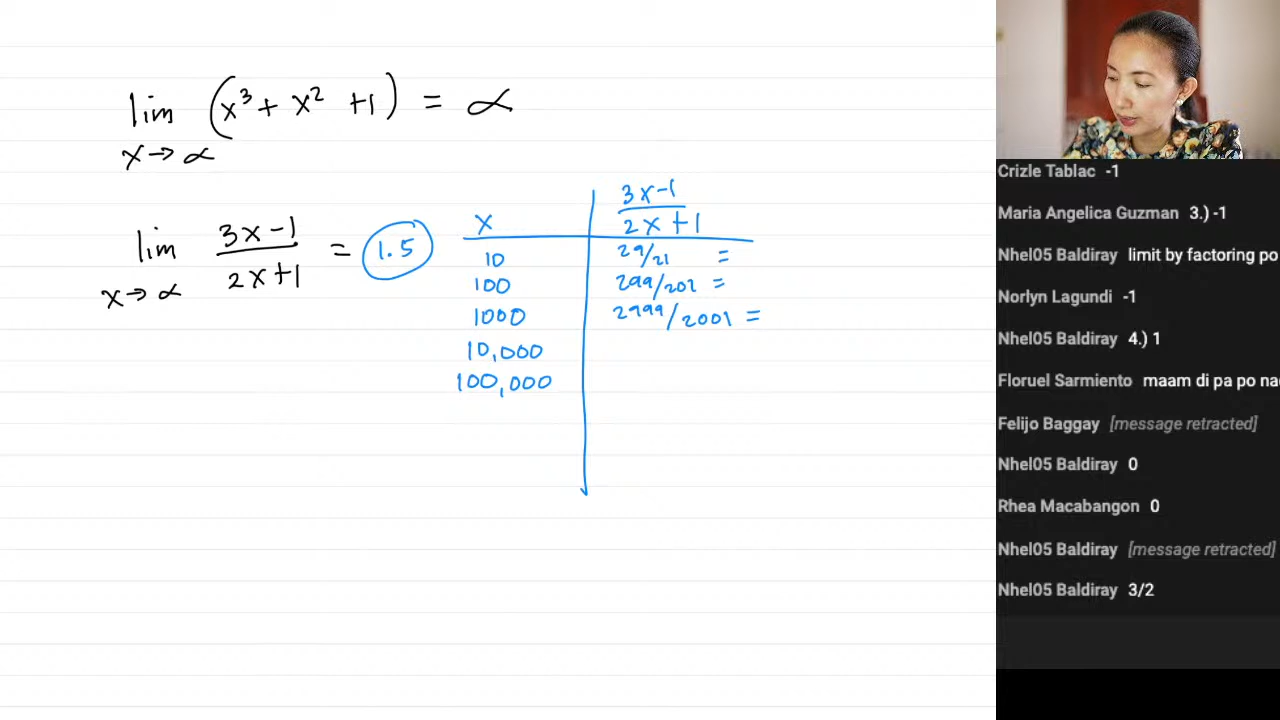 lim (x³ + x² + 1) = ∝
x → ∝
lim 3x-1 / 2x+1 = 1.5
x → ∝
x | 3x-1 / 2x+1
10 | 29/21 =
100 | 299/201 =
1000 | 2999/2001 =
10,000
100,000
Crizle Tablac -1
Maria Angelica Guzman 3.) -1
Nhel05 Baldiray limit by factoring po
Norlyn Lagundi -1
Nhel05 Baldiray 4.) 1
Floruel Sarmiento maam di pa po na
Felijo Baggay [message retracted]
Nhel05 Baldiray 0
Rhea Macabangon 0
Nhel05 Baldiray [message retracted]
Nhel05 Baldiray 3/2